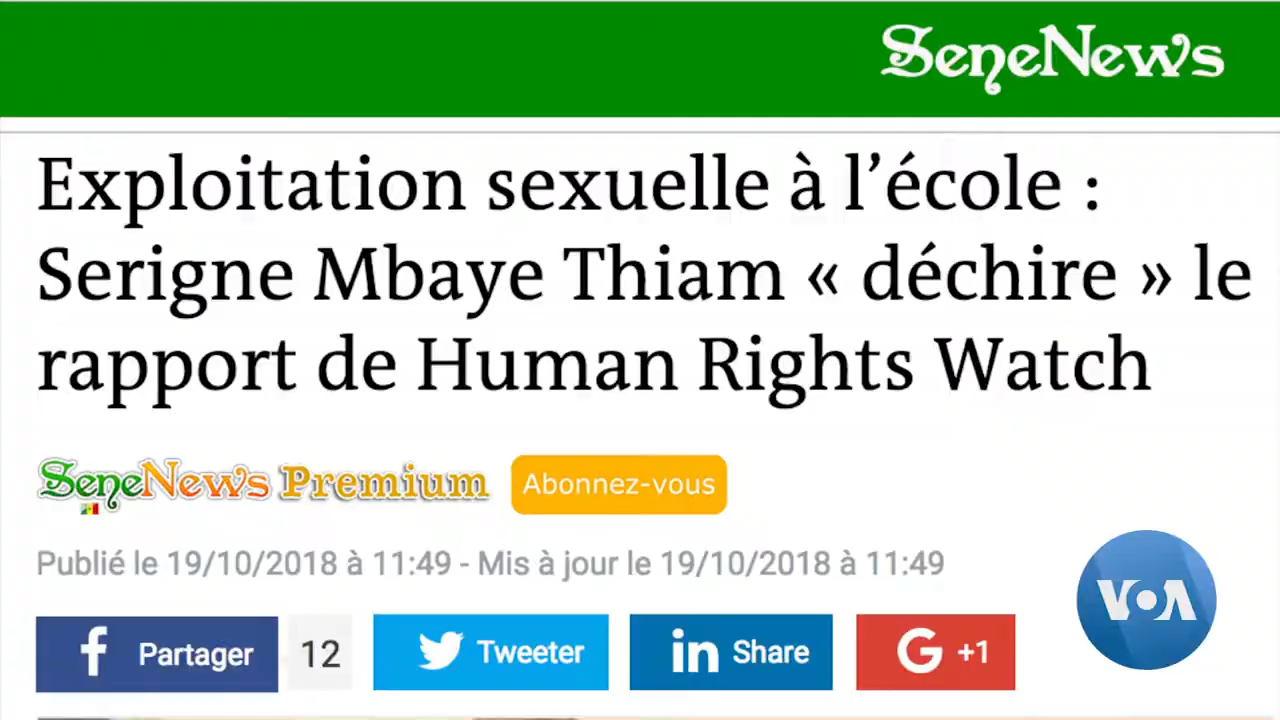 SeneNews
Exploitation sexuelle à l’école :
Serigne Mbaye Thiam « déchire » le
rapport de Human Rights Watch
SeneNews Premium Abonnez-vous
Publié le 19/10/2018 à 11:49 - Mis à jour le 19/10/2018 à 11:49
VOA
f Partager 12 Tweeter in Share G +1